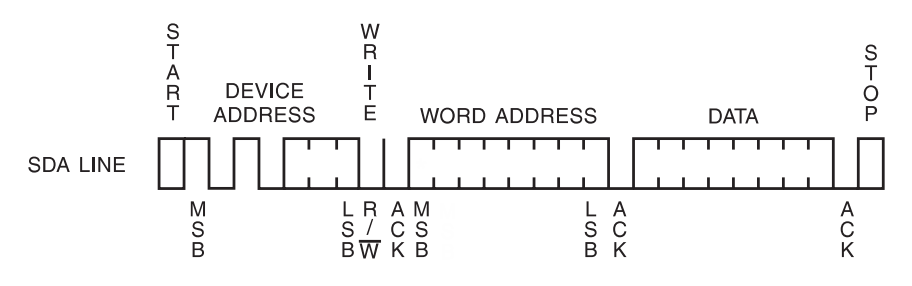 START
WRITE
STOP
DEVICE
ADDRESS
WORD ADDRESS
DATA
SDA LINE
MSB
LSB
R/W
ACK
MSB
LSB
ACK
ACK